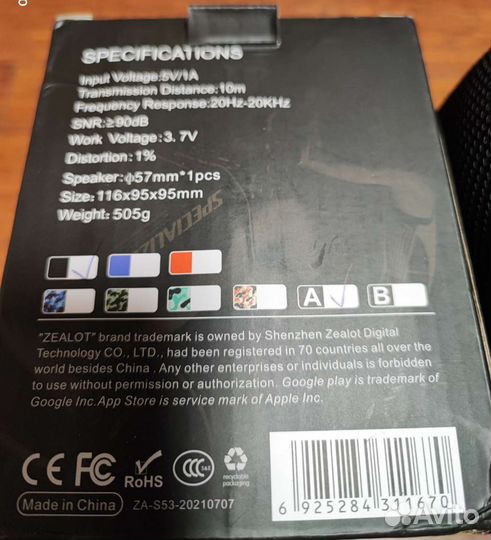 SPECIFICATIONS
Input Voltage:5V/1A
Transmission Distance:10m
Frequency Response:20Hz-20KHz
SNR:≥90dB
Work Voltage:3.7V
Distortion:1%
Speaker:ф57mm*1pcs
Size:116x95x95mm
Weight:505g
A B
"ZEALOT" brand trademark is owned by Shenzhen Zealot Digital
Technology CO., LTD., had been registered in 70 countries all over the
world besides China . Any other enterprises or individuals is forbidden
to use without permission or authorization. Google play is trademark of
Google Inc.App Store is service mark of Apple Inc.
CE FC RoHS CCC S&E recyclable packaging
Made in China ZA-S53-20210707
6 925284 311670
Avito